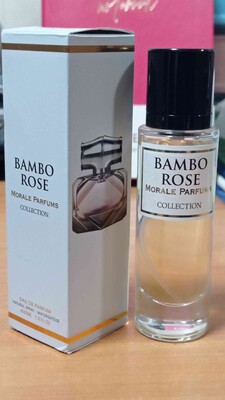 BAMBO
ROSE
MORALE PARFUMS
COLLECTION
EAU DE PARFUM
BAMBO
ROSE
MORALE PARFUMS
COLLECTION